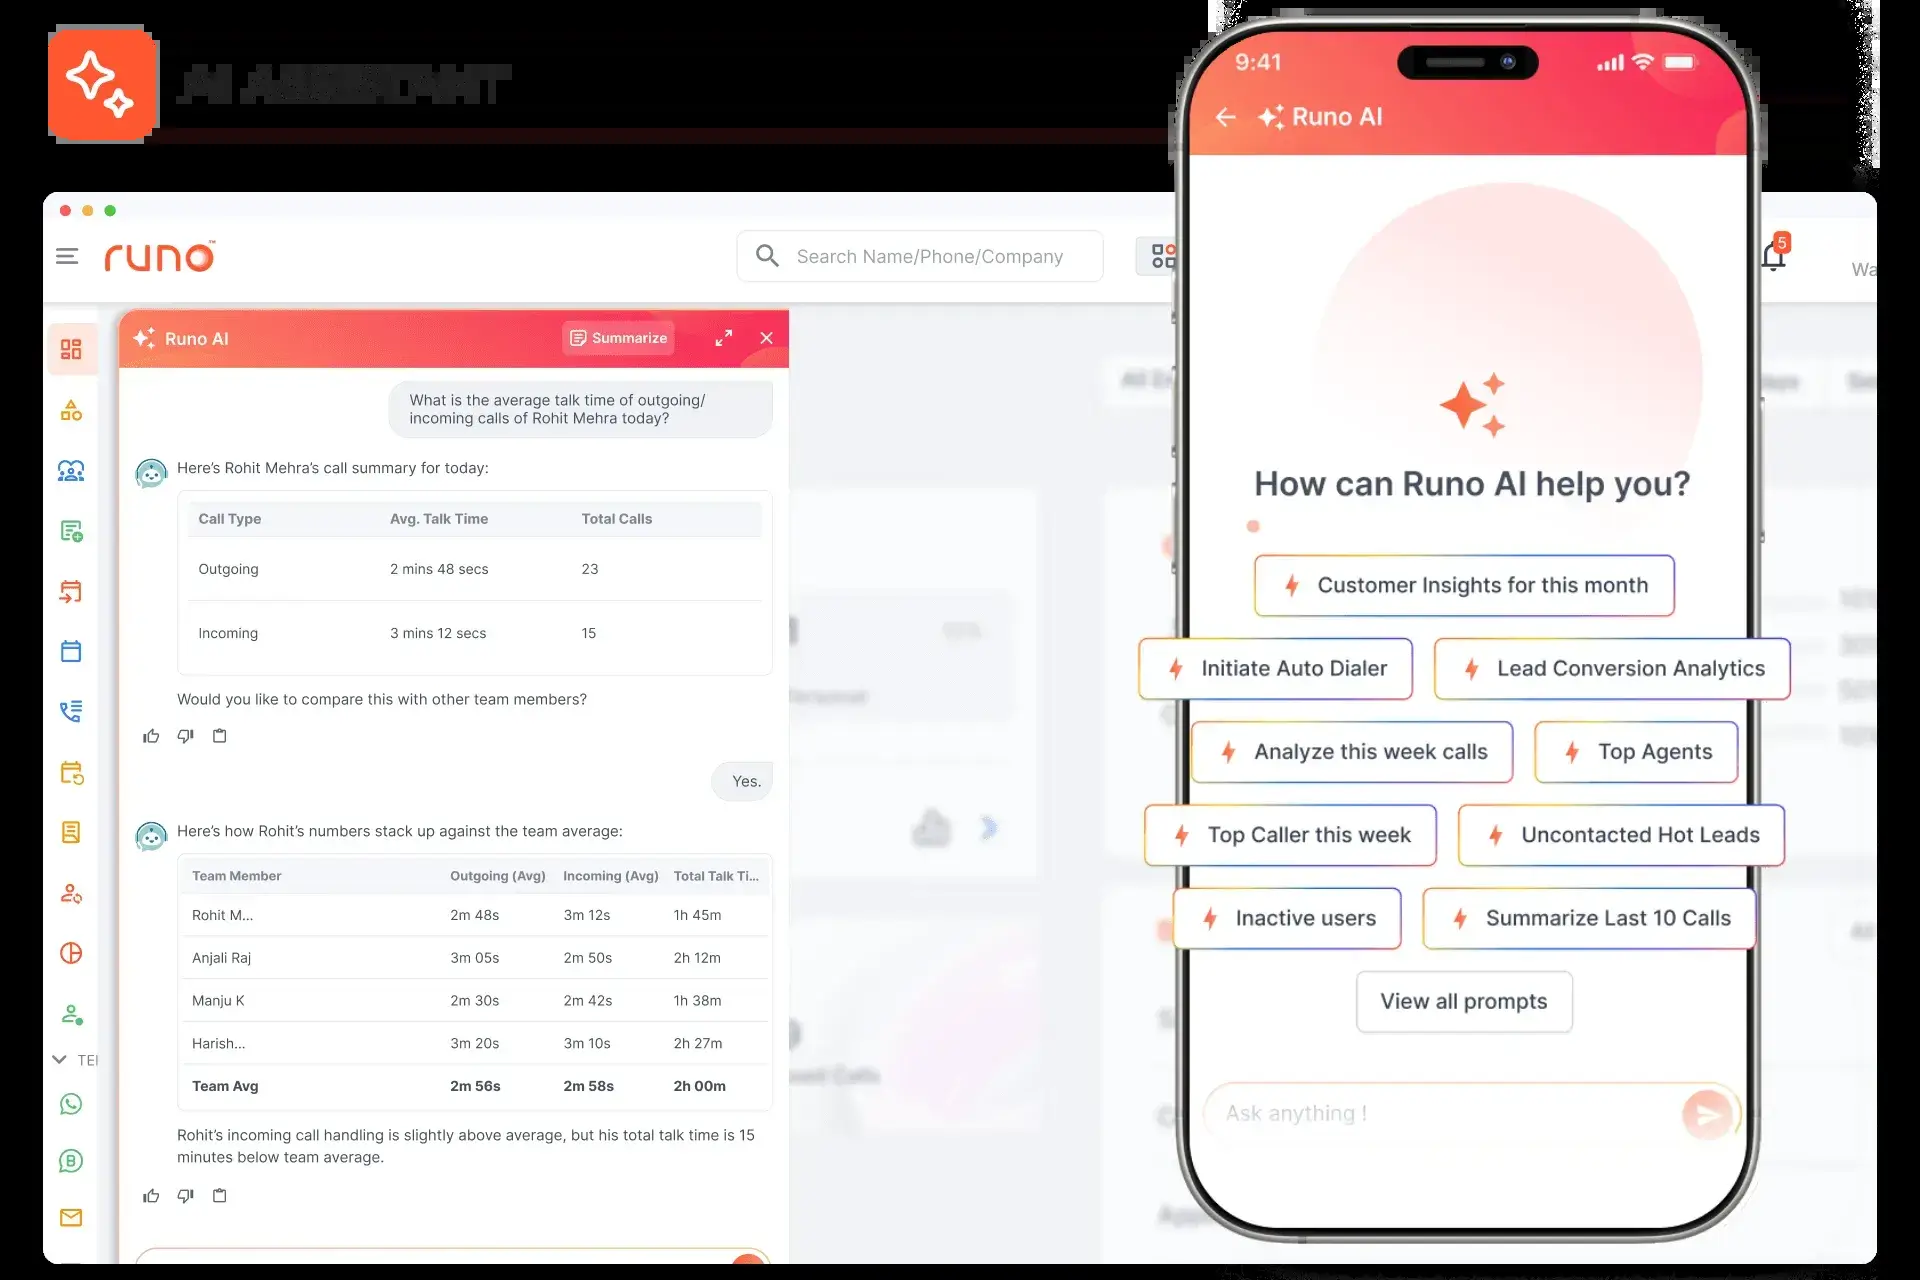 AI ASSISTANT
runo
Search Name/Phone/Company
5
Wa
Runo AI
Summarize
What is the average talk time of outgoing/
incoming calls of Rohit Mehra today?
Here’s Rohit Mehra’s call summary for today:
Call Type Avg. Talk Time Total Calls
Outgoing 2 mins 48 secs 23
Incoming 3 mins 12 secs 15
Would you like to compare this with other team members?
Yes.
Here’s how Rohit’s numbers stack up against the team average:
Team Member Outgoing (Avg) Incoming (Avg) Total Talk Ti...
Rohit M... 2m 48s 3m 12s 1h 45m
Anjali Raj 3m 05s 2m 50s 2h 12m
Manju K 2m 30s 2m 42s 1h 38m
Harish... 3m 20s 3m 10s 2h 27m
Team Avg 2m 56s 2m 58s 2h 00m
Rohit’s incoming call handling is slightly above average, but his total talk time is 15
minutes below team average.
TEI
9:41
Runo AI
How can Runo AI help you?
Customer Insights for this month
Initiate Auto Dialer
Lead Conversion Analytics
Analyze this week calls
Top Agents
Top Caller this week
Uncontacted Hot Leads
Inactive users
Summarize Last 10 Calls
View all prompts
Ask anything !